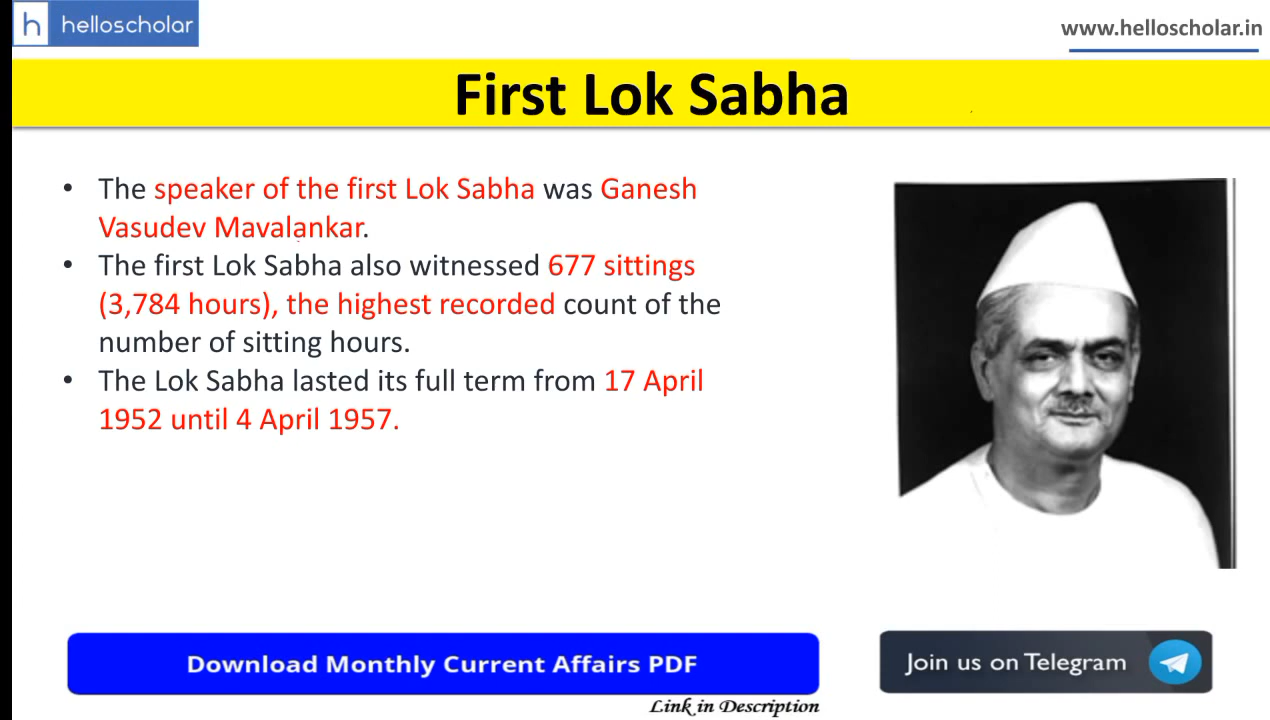 h helloscholar
www.helloscholar.in
First Lok Sabha
• The speaker of the first Lok Sabha was Ganesh
Vasudev Mavalankar.
• The first Lok Sabha also witnessed 677 sittings
(3,784 hours), the highest recorded count of the
number of sitting hours.
• The Lok Sabha lasted its full term from 17 April
1952 until 4 April 1957.
Download Monthly Current Affairs PDF
Join us on Telegram
Link in Description